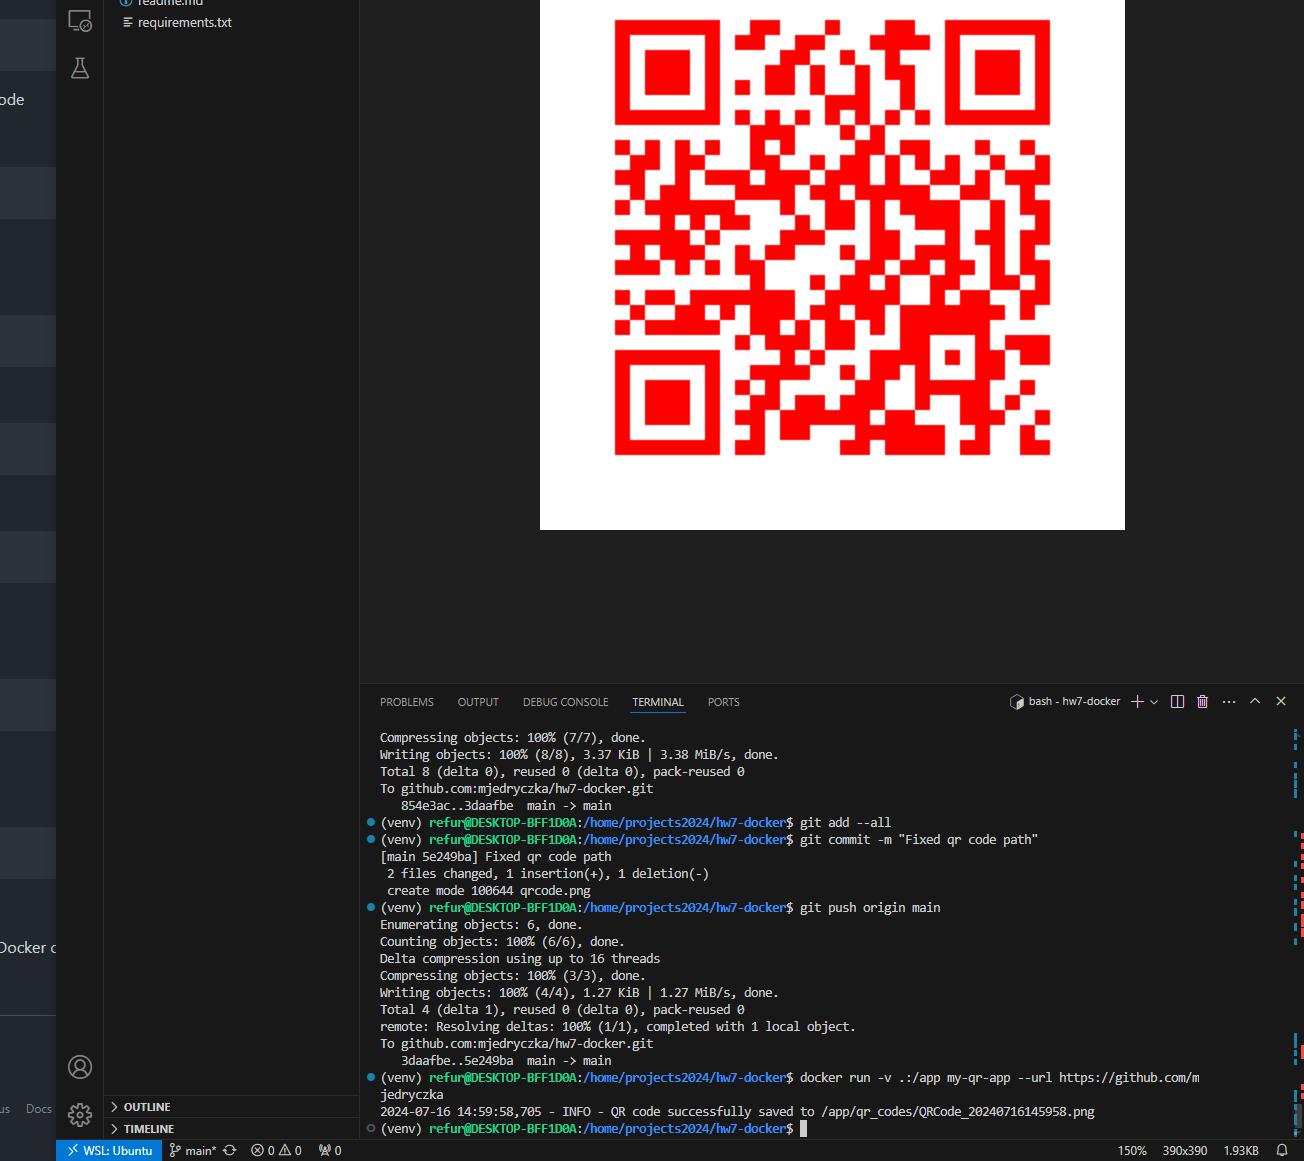 readme.md
requirements.txt
ode
Docker
us Docs
OUTLINE
TIMELINE
PROBLEMS OUTPUT DEBUG CONSOLE TERMINAL PORTS
bash - hw7-docker
Compressing objects: 100% (7/7), done.
Writing objects: 100% (8/8), 3.37 KiB | 3.38 MiB/s, done.
Total 8 (delta 0), reused 0 (delta 0), pack-reused 0
To github.com:mjedryczka/hw7-docker.git
854e3ac..3daafbe main -> main
(venv) refur@DESKTOP-BFF1D0A:/home/projects2024/hw7-docker$ git add --all
(venv) refur@DESKTOP-BFF1D0A:/home/projects2024/hw7-docker$ git commit -m "Fixed qr code path"
[main 5e249ba] Fixed qr code path
2 files changed, 1 insertion(+), 1 deletion(-)
create mode 100644 qrcode.png
(venv) refur@DESKTOP-BFF1D0A:/home/projects2024/hw7-docker$ git push origin main
Enumerating objects: 6, done.
Counting objects: 100% (6/6), done.
Delta compression using up to 16 threads
Compressing objects: 100% (3/3), done.
Writing objects: 100% (4/4), 1.27 KiB | 1.27 MiB/s, done.
Total 4 (delta 1), reused 0 (delta 0), pack-reused 0
remote: Resolving deltas: 100% (1/1), completed with 1 local object.
To github.com:mjedryczka/hw7-docker.git
3daafbe..5e249ba main -> main
(venv) refur@DESKTOP-BFF1D0A:/home/projects2024/hw7-docker$ docker run -v .:/app my-qr-app --url https://github.com/m
jedryczka
2024-07-16 14:59:58,705 - INFO - QR code successfully saved to /app/qr_codes/QRCode_20240716145958.png
(venv) refur@DESKTOP-BFF1D0A:/home/projects2024/hw7-docker$
WSL: Ubuntu main* 0 0 0 150% 390x390 1.93KB